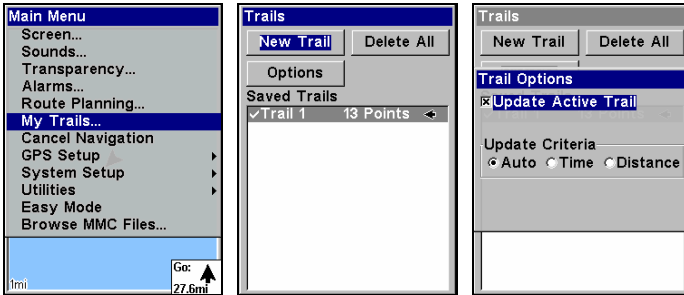 Main Menu
Screen...
Sounds...
Transparency...
Alarms...
Route Planning...
My Trails...
Cancel Navigation
GPS Setup
System Setup
Utilities
Easy Mode
Browse MMC Files...
1mi
Go:
27.6mi
Trails
New Trail Delete All
Options
Saved Trails
Trail 1 13 Points
Trails
New Trail Delete All
Trail Options
Update Active Trail
Update Criteria
Auto Time Distance